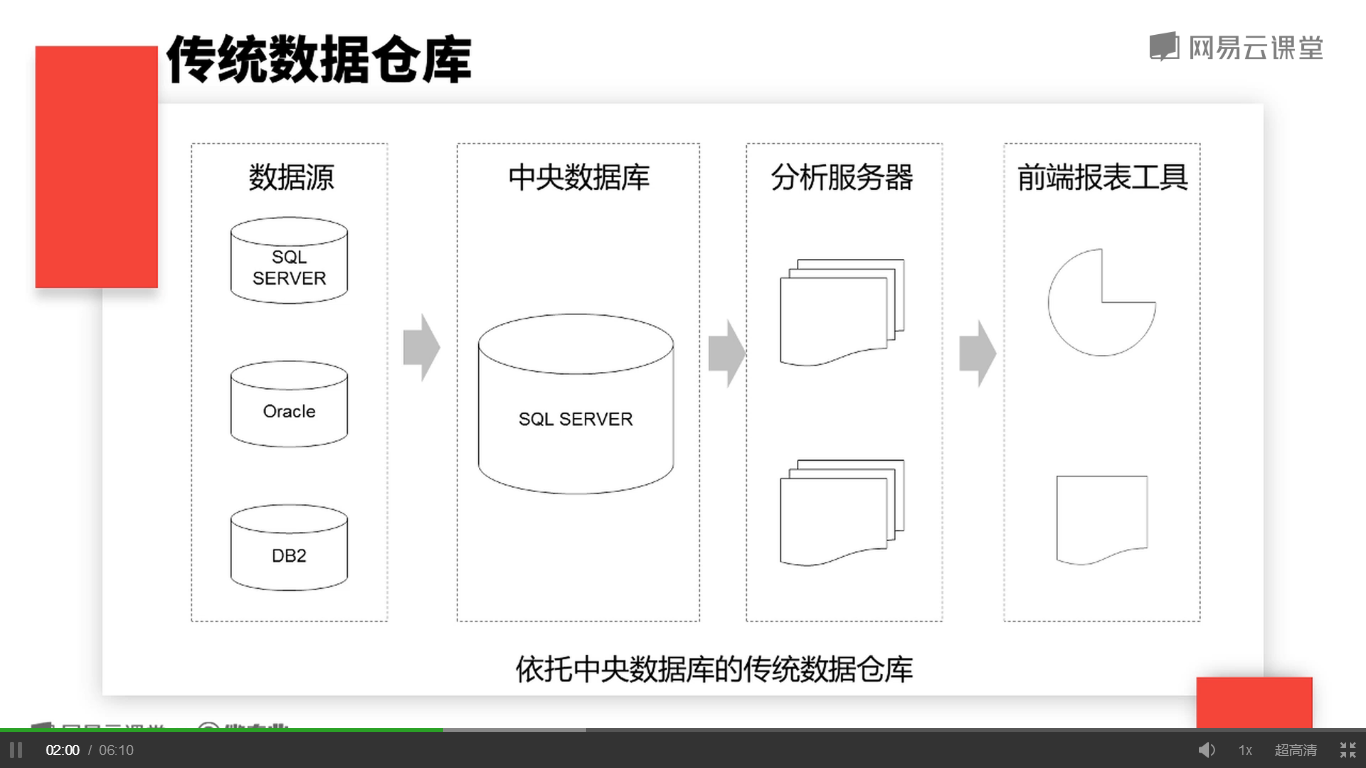 传统数据仓库
网易云课堂
数据源
中央数据库
分析服务器
前端报表工具
SQL
SERVER
Oracle
DB2
SQL SERVER
依托中央数据库的传统数据仓库
02:00 / 06:10
1x
超高清